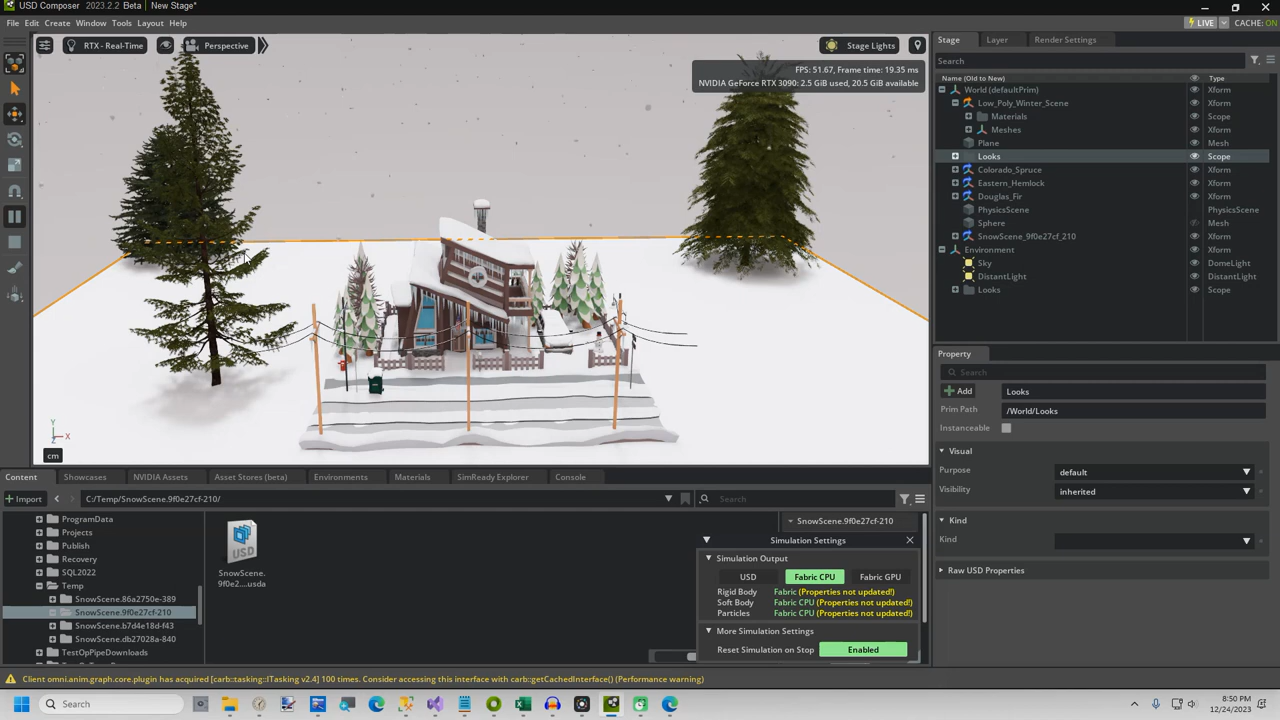 USD Composer 2023.2.2 Beta New Stage*
File Edit Create Window Tools Layout Help
LIVE CACHE: ON
RTX - Real-Time Perspective Stage Lights
FPS: 51.67, Frame time: 19.35 ms
NVIDIA GeForce RTX 3090: 2.5 GiB used, 20.5 GiB available
Y
X
Z
cm
Stage Layer Render Settings
Search
Name (Old to New) Type
World (defaultPrim) Xform
Low_Poly_Winter_Scene Xform
Materials Scope
Meshes Xform
Plane Mesh
Looks Scope
Colorado_Spruce Xform
Eastern_Hemlock Xform
Douglas_Fir Xform
PhysicsScene PhysicsScene
Sphere Mesh
SnowScene_9f0e27cf_210 Xform
Environment Xform
Sky DomeLight
DistantLight DistantLight
Looks Scope
Property
Search
Add Looks
Prim Path /World/Looks
Instanceable
Visual
Purpose default
Visibility inherited
Kind
Kind
Raw USD Properties
Content Showcases NVIDIA Assets Asset Stores (beta) Environments Materials SimReady Explorer Console
Import C:/Temp/SnowScene.9f0e27cf-210/ Search
ProgramData
Projects
Publish
Recovery
SQL2022
Temp
SnowScene.86a2750e-389
SnowScene.9f0e27cf-210
SnowScene.b7d4e18d-f43
SnowScene.db27028a-840
TestOpPipeDownloads
USD
SnowScene.
9f0e2....usda
SnowScene.9f0e27cf-210
Simulation Settings
Simulation Output
USD Fabric CPU Fabric GPU
Rigid Body Fabric (Properties not updated!)
Soft Body Fabric CPU (Properties not updated!)
Particles Fabric CPU (Properties not updated!)
More Simulation Settings
Reset Simulation on Stop Enabled
Client omni.anim.graph.core.plugin has acquired [carb::tasking::ITasking v2.4] 100 times. Consider accessing this interface with carb::getCachedInterface() (Performance warning)
Search
8:50 PM
12/24/2023